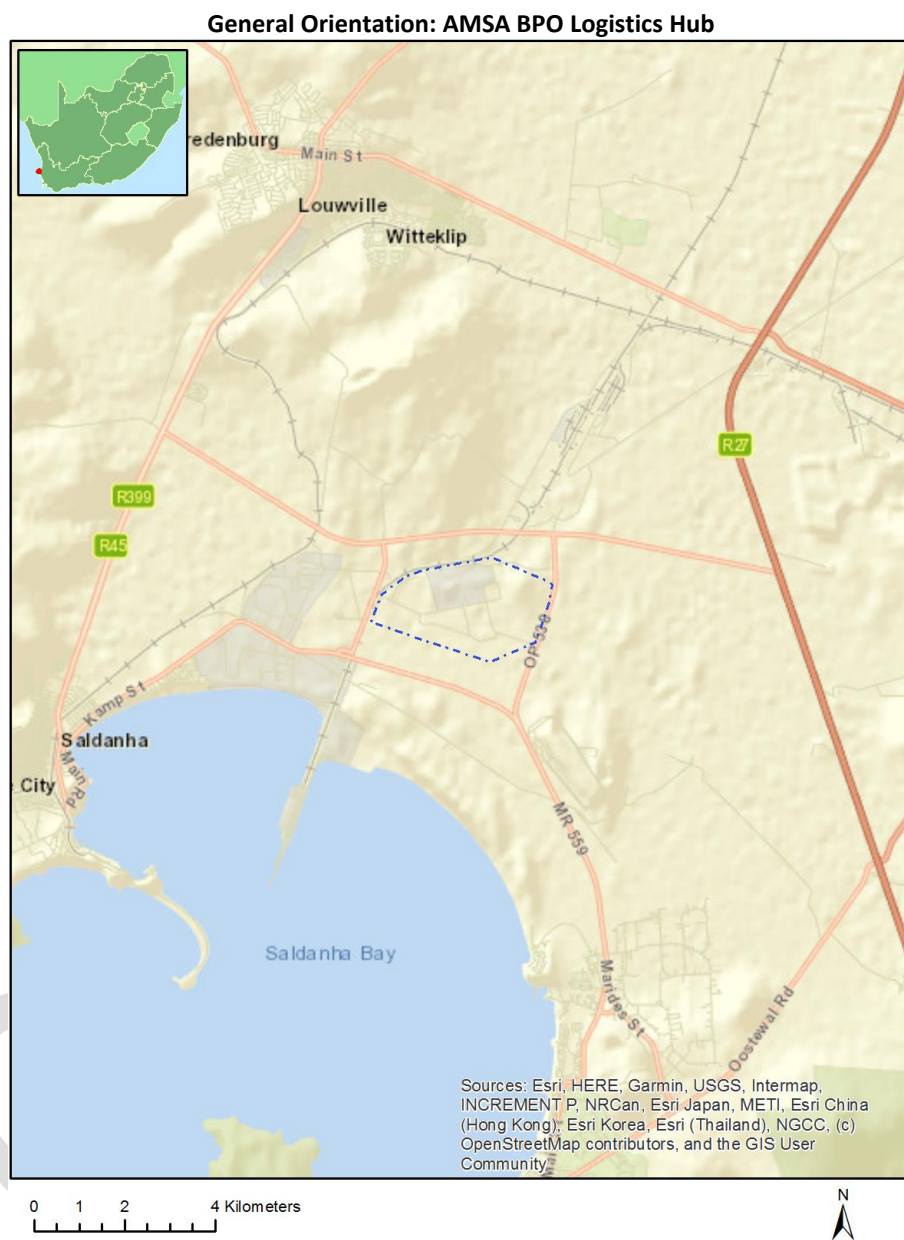 General Orientation: AMSA BPO Logistics Hub
redenburg
Main St
Louwville
Witteklip
R27
R399
R45
OP 538
Kamp St
Saldanha
Main Rd
e City
MR 559
Saldanha Bay
Marides St
Oostewal Rd
Sources: Esri, HERE, Garmin, USGS, Intermap,
INCREMENT P, NRCan, Esri Japan, METI, Esri China
(Hong Kong), Esri Korea, Esri (Thailand), NGCC, (c)
OpenStreetMap contributors, and the GIS User
Community
0 1 2 4 Kilometers
N